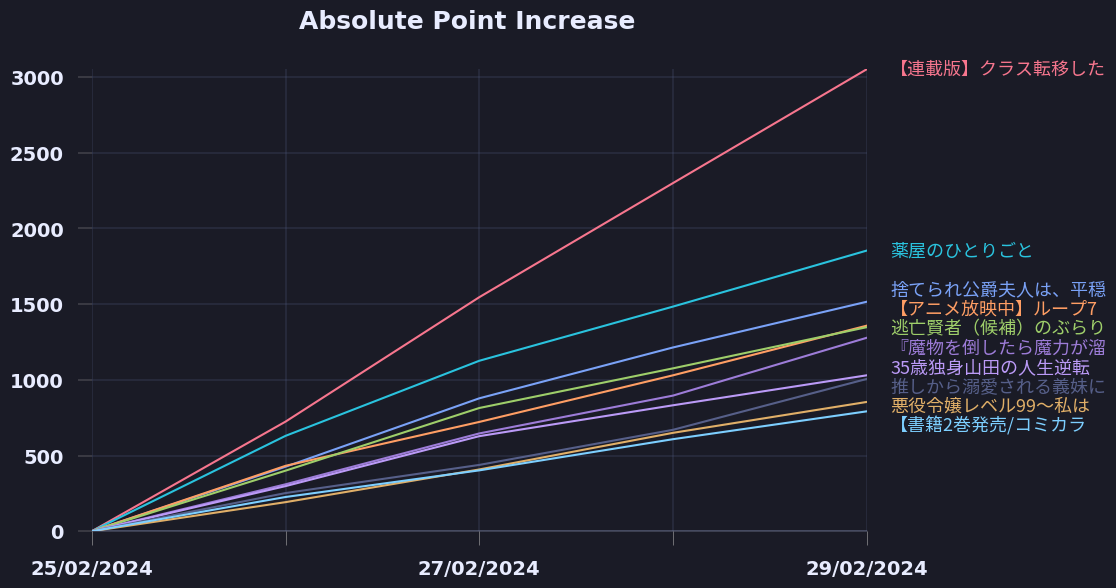 Absolute Point Increase
3000
2500
2000
1500
1000
500
0
25/02/2024
27/02/2024
29/02/2024
【連載版】クラス転移した
薬屋のひとりごと
捨てられ公爵夫人は、平穏
【アニメ放映中】ループ7
逃亡賢者（候補）のぶらり
『魔物を倒したら魔力が溜
35歳独身山田の人生逆転
推しから溺愛される義妹に
悪役令嬢レベル99～私は
【書籍2巻発売/コミカラ